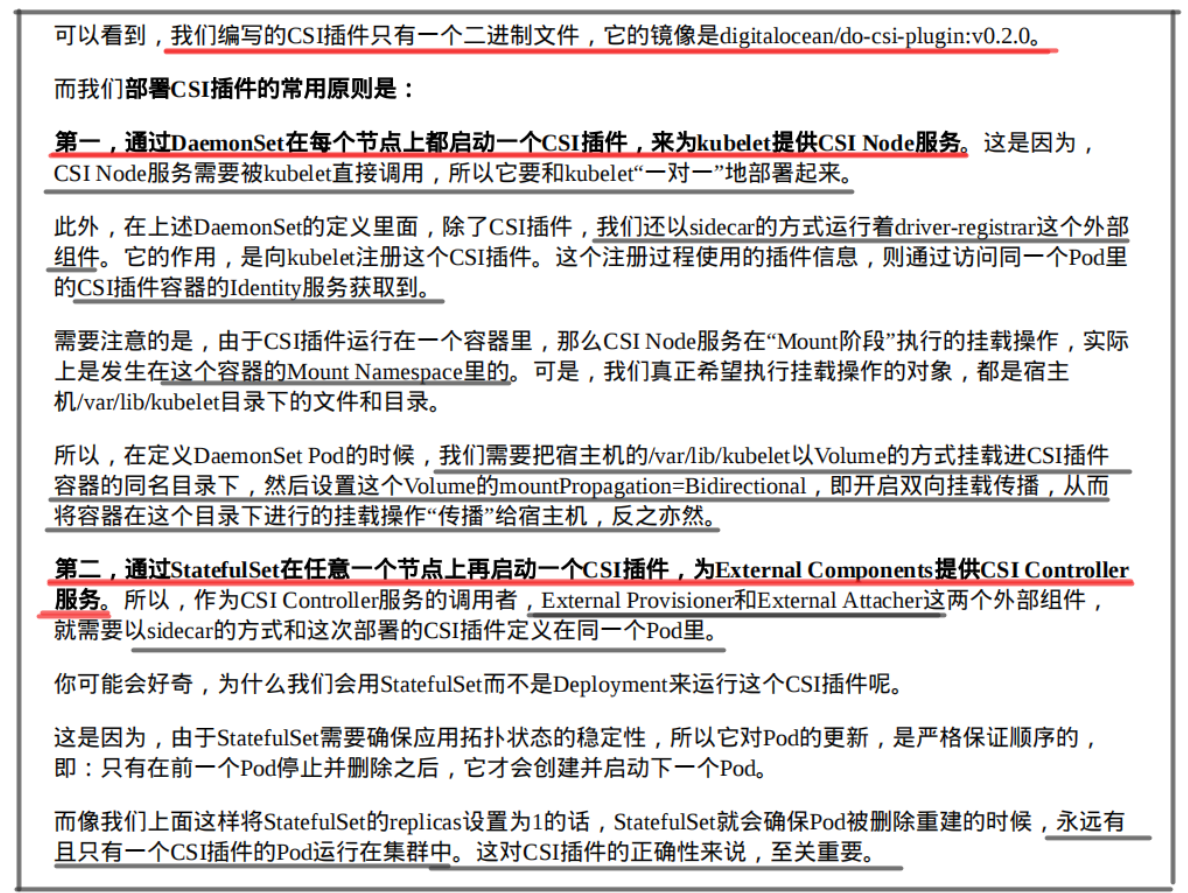 可以看到，我们编写的CSI插件只有一个二进制文件，它的镜像是digitalocean/do-csi-plugin:v0.2.0。
而我们部署CSI插件的常用原则是：
第一，通过DaemonSet在每个节点上都启动一个CSI插件，来为kubelet提供CSI Node服务。这是因为，
CSI Node服务需要被kubelet直接调用，所以它要和kubelet“一对一”地部署起来。
此外，在上述DaemonSet的定义里面，除了CSI插件，我们还以sidecar的方式运行着driver-registrar这个外部
组件。它的作用，是向kubelet注册这个CSI插件。这个注册过程使用的插件信息，则通过访问同一个Pod里
的CSI插件容器的Identity服务获取到。
需要注意的是，由于CSI插件运行在一个容器里，那么CSI Node服务在“Mount阶段”执行的挂载操作，实际
上是发生在这个容器的Mount Namespace里的。可是，我们真正希望执行挂载操作的对象，都是宿主
机/var/lib/kubelet目录下的文件和目录。
所以，在定义DaemonSet Pod的时候，我们需要把宿主机的/var/lib/kubelet以Volume的方式挂载进CSI插件
容器的同名目录下，然后设置这个Volume的mountPropagation=Bidirectional，即开启双向挂载传播，从而
将容器在这个目录下进行的挂载操作“传播”给宿主机，反之亦然。
第二，通过StatefulSet在任意一个节点上再启动一个CSI插件，为External Components提供CSI Controller
服务。所以，作为CSI Controller服务的调用者，External Provisioner和External Attacher这两个外部组件，
就需要以sidecar的方式和这次部署的CSI插件定义在同一个Pod里。
你可能会好奇，为什么我们会用StatefulSet而不是Deployment来运行这个CSI插件呢。
这是因为，由于StatefulSet需要确保应用拓扑状态的稳定性，所以它对Pod的更新，是严格保证顺序的，
即：只有在前一个Pod停止并删除之后，它才会创建并启动下一个Pod。
而像我们上面这样将StatefulSet的replicas设置为1的话，StatefulSet就会确保Pod被删除重建的时候，永远有
且只有一个CSI插件的Pod运行在集群中。这对CSI插件的正确性来说，至关重要。